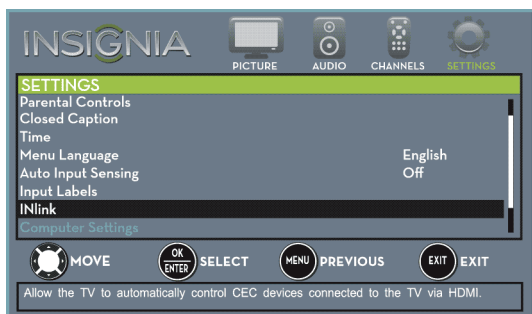 INSIGNIA
PICTURE AUDIO CHANNELS SETTINGS
SETTINGS
Parental Controls
Closed Caption
Time
Menu Language English
Auto Input Sensing Off
Input Labels
INlink
Computer Settings
MOVE OK ENTER SELECT MENU PREVIOUS EXIT EXIT
Allow the TV to automatically control CEC devices connected to the TV via HDMI.